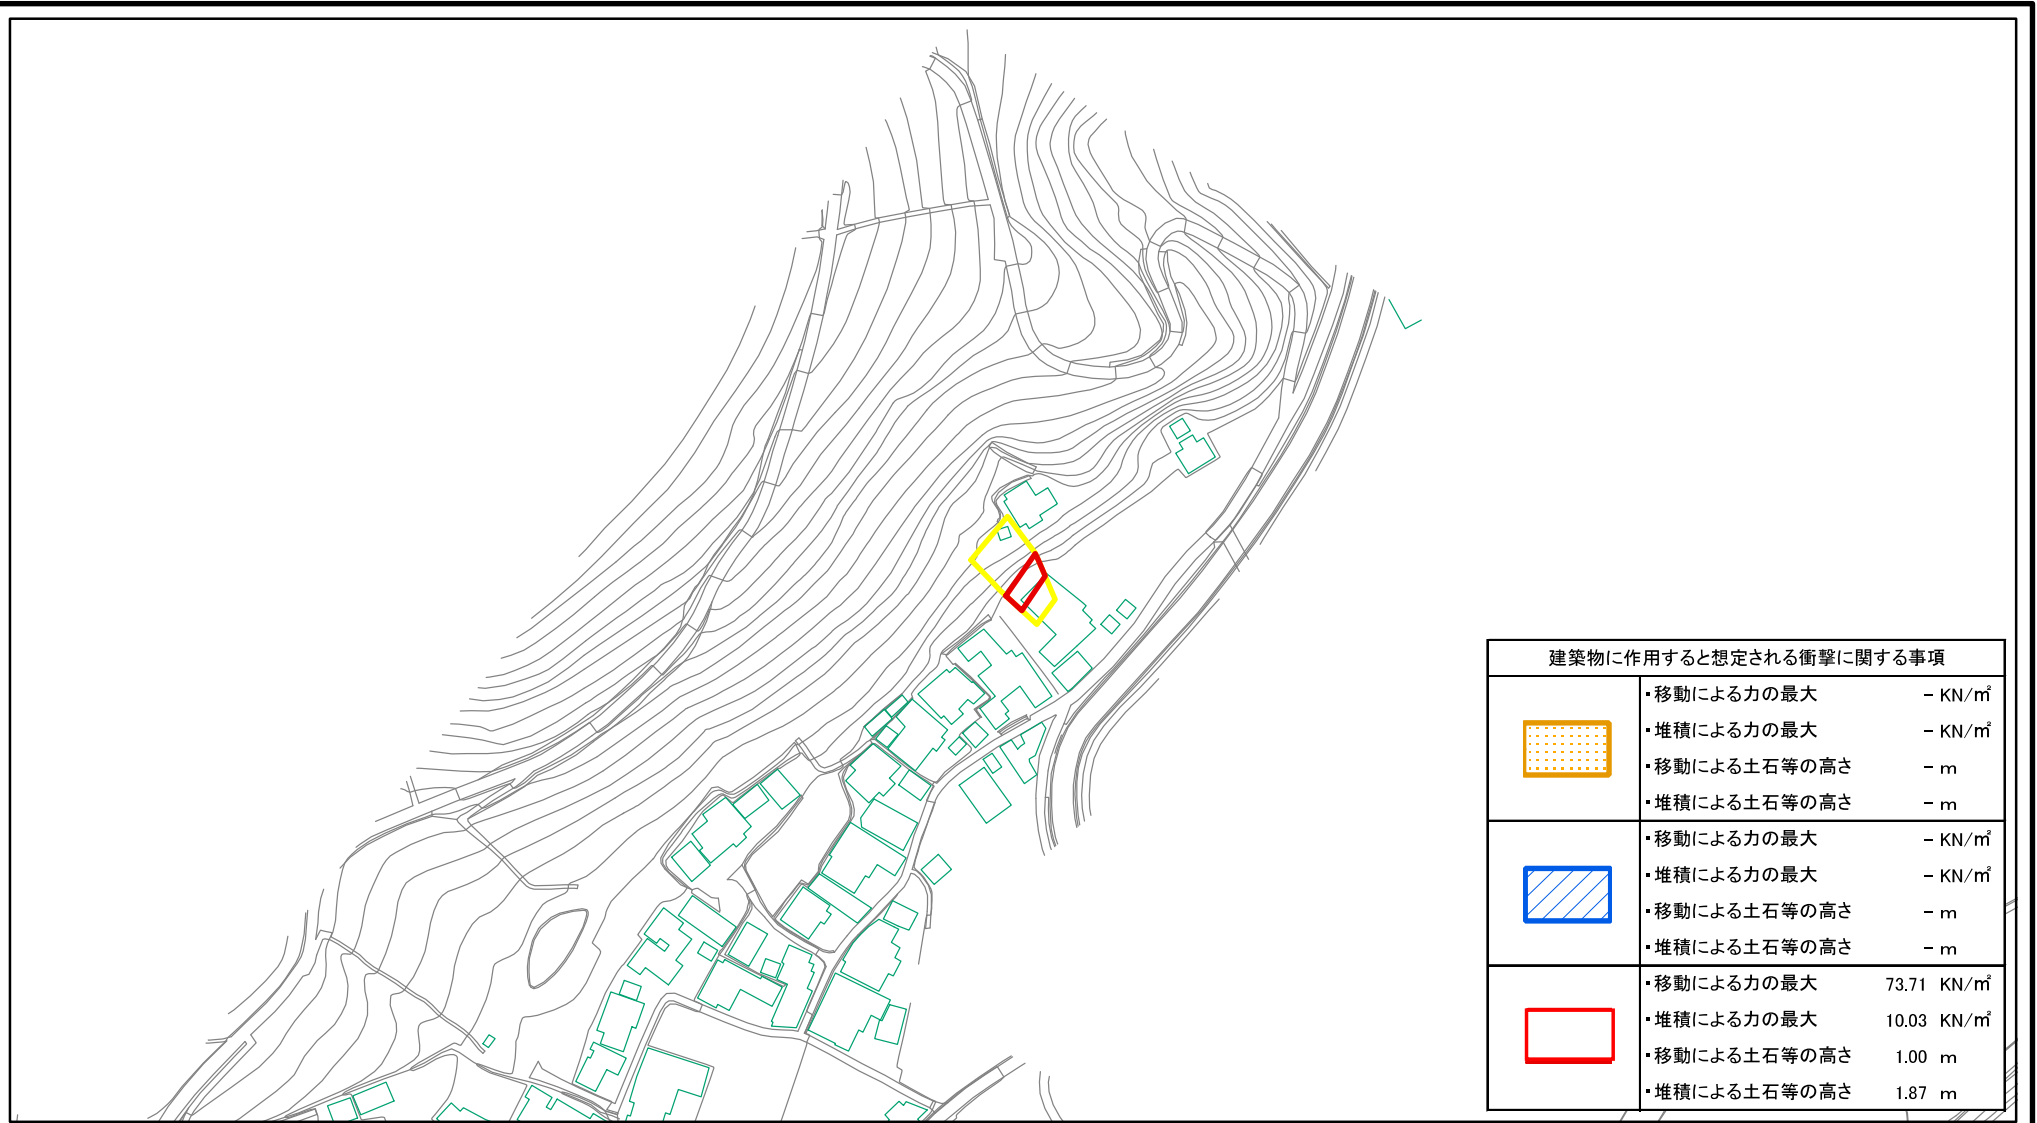 建築物に作用すると想定される衝撃に関する事項
・移動による力の最大 － KN/㎡
・堆積による力の最大 － KN/㎡
・移動による土石等の高さ － m
・堆積による土石等の高さ － m
・移動による力の最大 － KN/㎡
・堆積による力の最大 － KN/㎡
・移動による土石等の高さ － m
・堆積による土石等の高さ － m
・移動による力の最大 73.71 KN/㎡
・堆積による力の最大 10.03 KN/㎡
・移動による土石等の高さ 1.00 m
・堆積による土石等の高さ 1.87 m